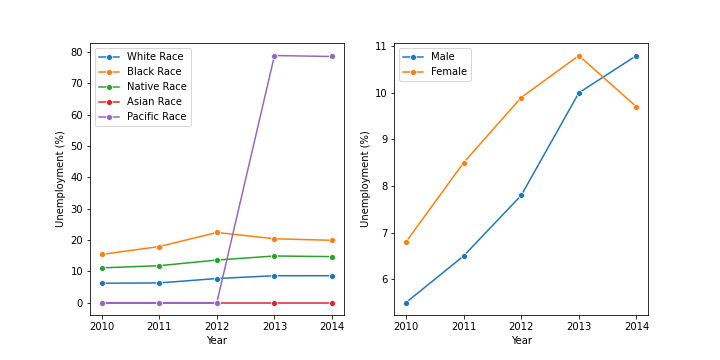 White Race
Black Race
Native Race
Asian Race
Pacific Race
80
70
60
50
40
30
20
10
0
Unemployment (%)
2010 2011 2012 2013 2014
Year
Male
Female
11
10
9
8
7
6
Unemployment (%)
2010 2011 2012 2013 2014
Year